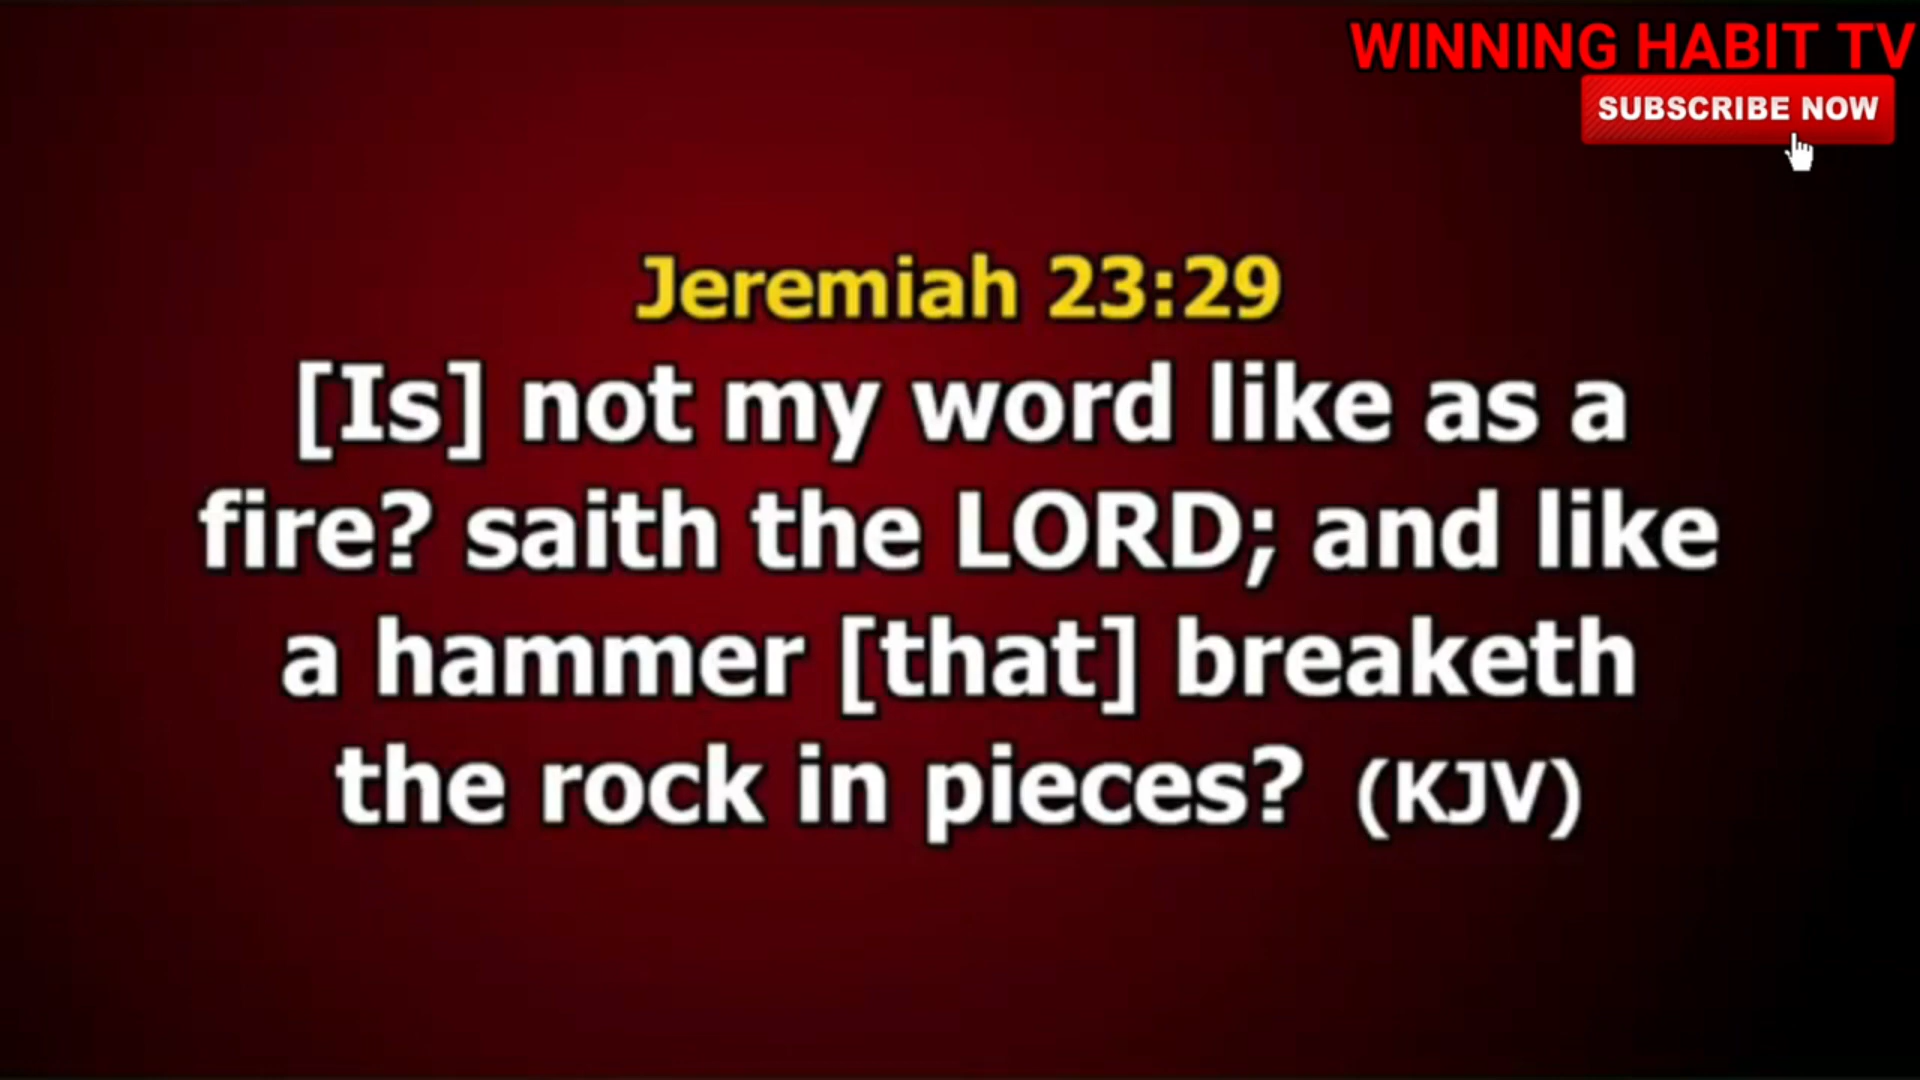 WINNING HABIT TV
SUBSCRIBE NOW
Jeremiah 23:29
[Is] not my word like as a
fire? saith the LORD; and like
a hammer [that] breaketh
the rock in pieces? (KJV)